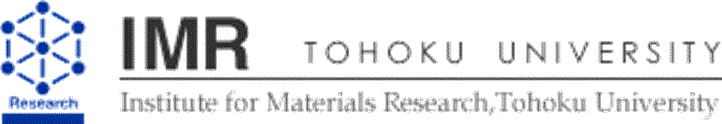 IMR TOHOKU UNIVERSITY
Research
Institute for Materials Research,Tohoku University